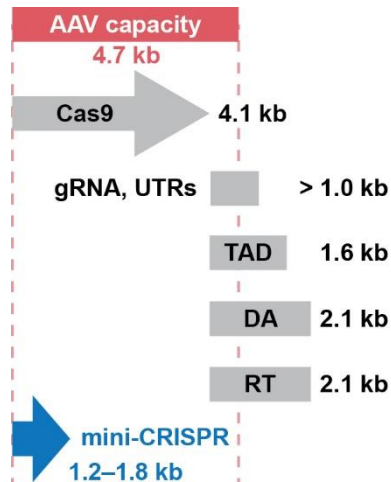 AAV capacity
4.7 kb
Cas9 4.1 kb
gRNA, UTRs > 1.0 kb
TAD 1.6 kb
DA 2.1 kb
RT 2.1 kb
mini-CRISPR
1.2–1.8 kb